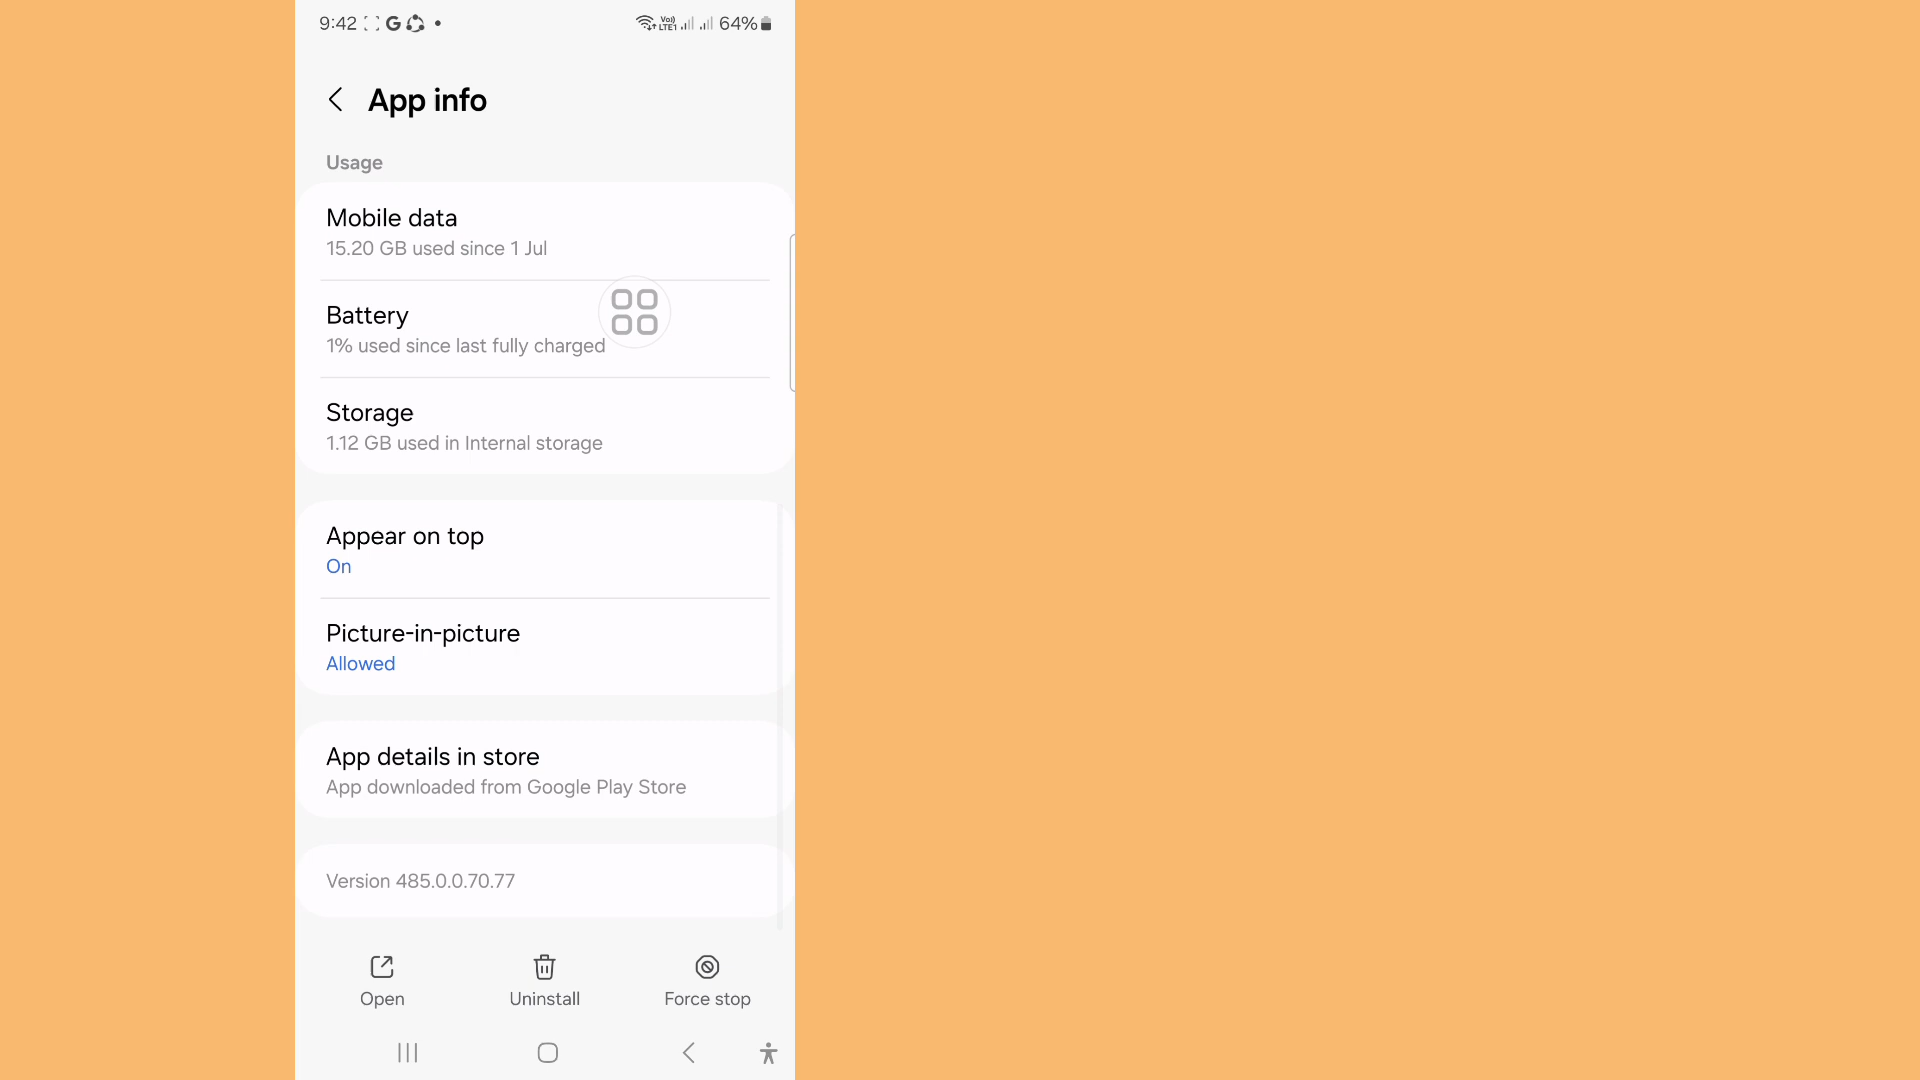 9:42 G • Vo)) LTE1 64%
App info
Usage
Mobile data
15.20 GB used since 1 Jul
Battery
1% used since last fully charged
Storage
1.12 GB used in Internal storage
Appear on top
On
Picture-in-picture
Allowed
App details in store
App downloaded from Google Play Store
Version 485.0.0.70.77
Open
Uninstall
Force stop